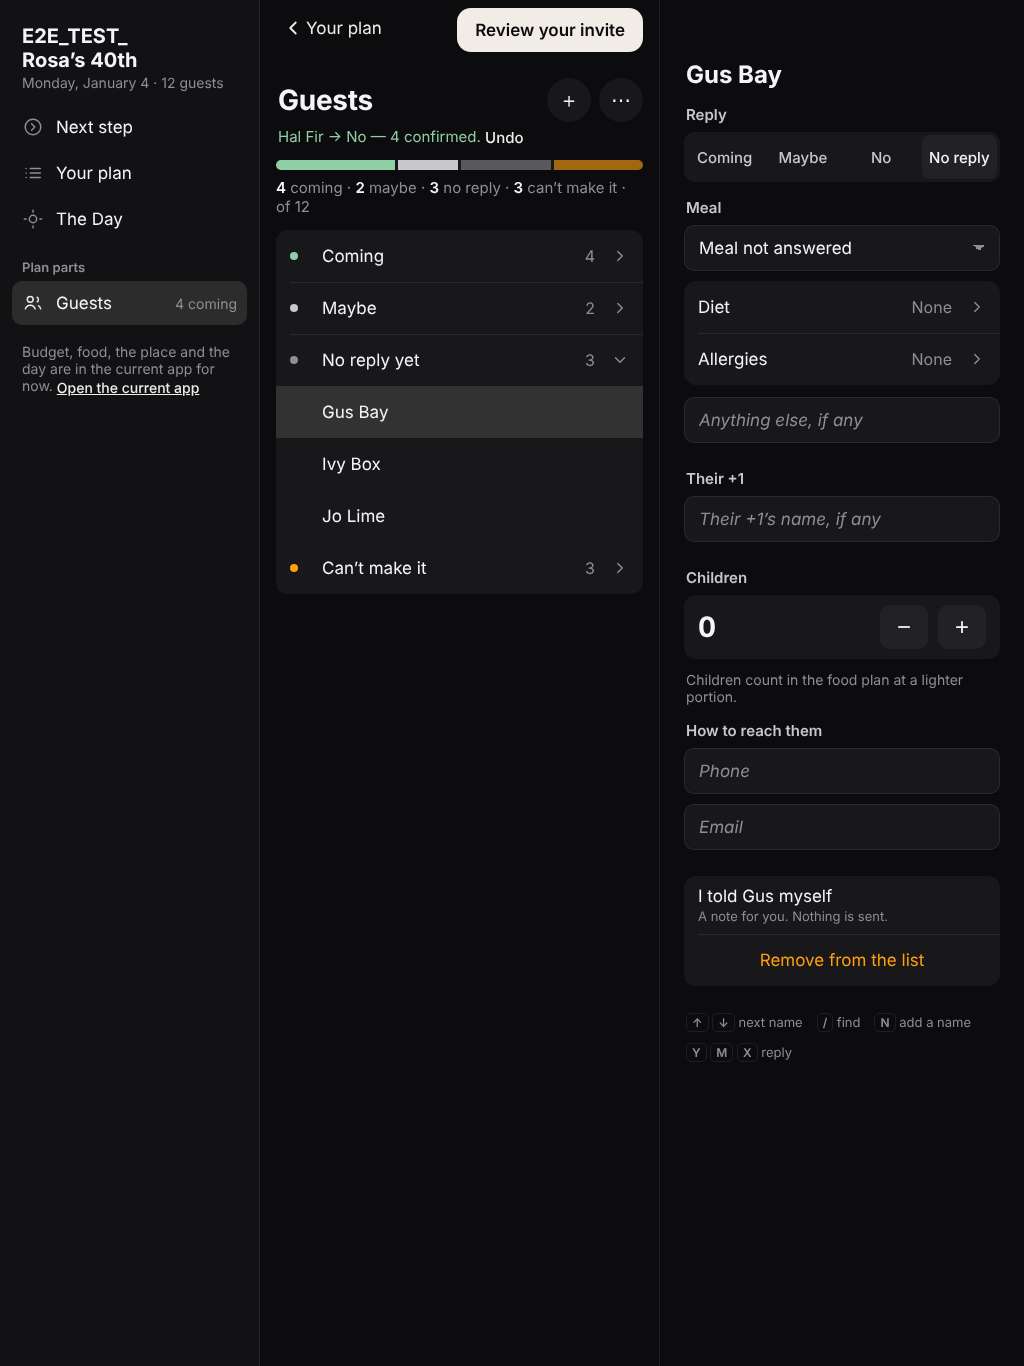 E2E_TEST_
Rosa’s 40th
Monday, January 4 · 12 guests
Next step
Your plan
The Day
Plan parts
Guests 4 coming
Budget, food, the place and the
day are in the current app for
now. Open the current app
Your plan
Review your invite
Guests
+ ⋯
Hal Fir → No — 4 confirmed. Undo
4 coming · 2 maybe · 3 no reply · 3 can’t make it ·
of 12
Coming 4
Maybe 2
No reply yet 3
Gus Bay
Ivy Box
Jo Lime
Can’t make it 3
Gus Bay
Reply
Coming Maybe No No reply
Meal
Meal not answered
Diet None
Allergies None
Anything else, if any
Their +1
Their +1’s name, if any
Children
0 − +
Children count in the food plan at a lighter
portion.
How to reach them
Phone
Email
I told Gus myself
A note for you. Nothing is sent.
Remove from the list
↑ ↓ next name / find N add a name
Y M X reply